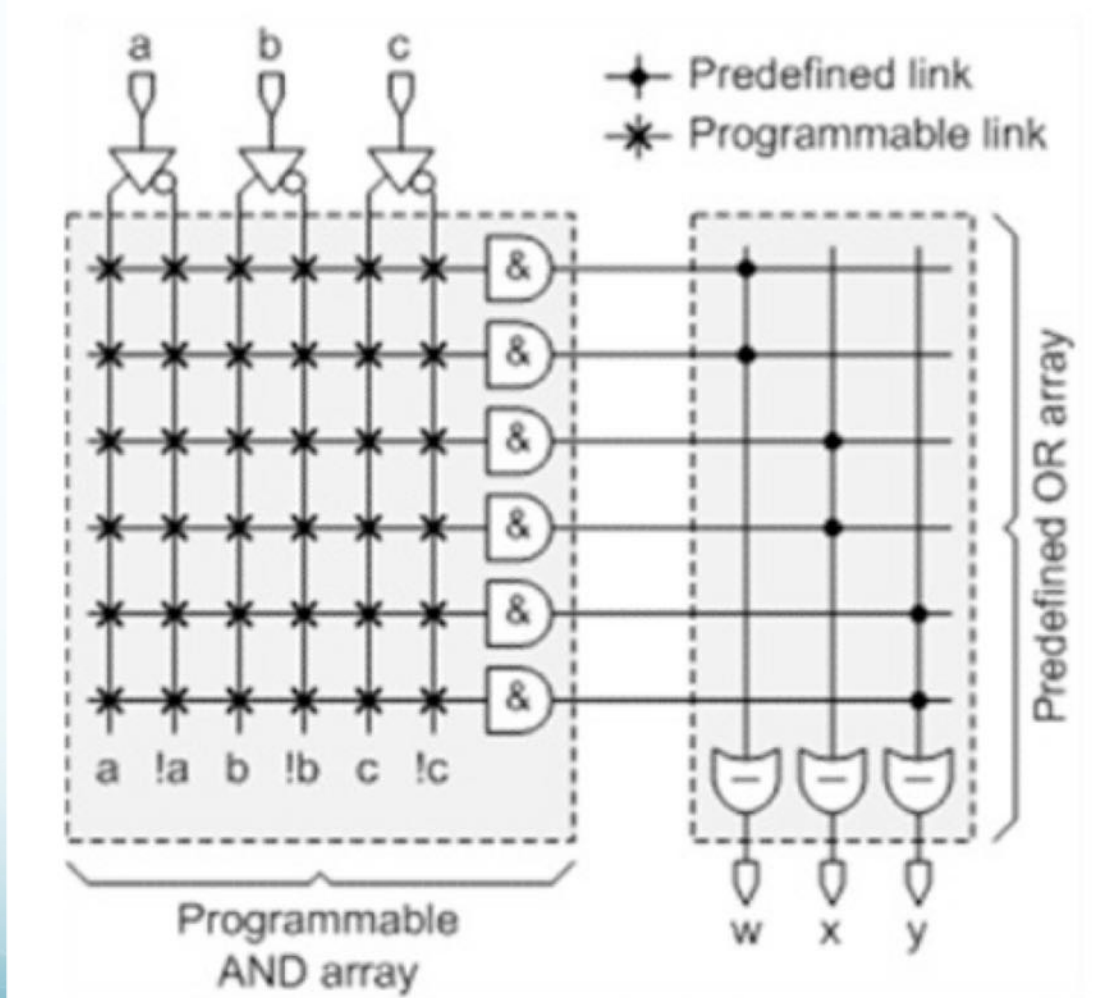 a b c
Predefined link
Programmable link
&
&
&
&
&
&
a !a b !b c !c
Predefined OR array
w x y
Programmable
AND array